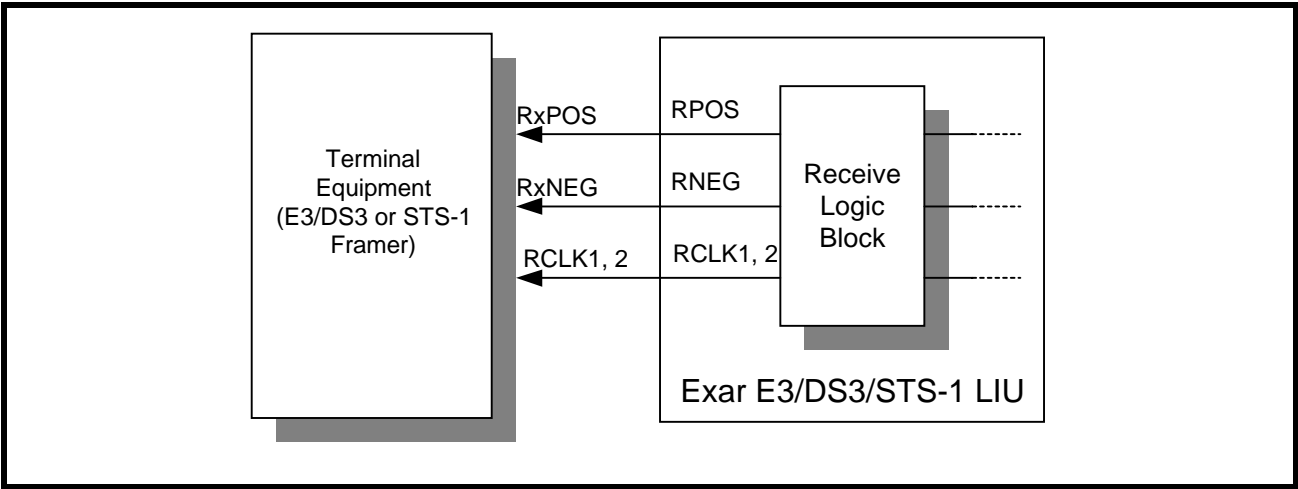 Terminal
Equipment
(E3/DS3 or STS-1
Framer)
RxPOS
RxNEG
RCLK1, 2
RPOS
RNEG
RCLK1, 2
Receive
Logic
Block
Exar E3/DS3/STS-1 LIU